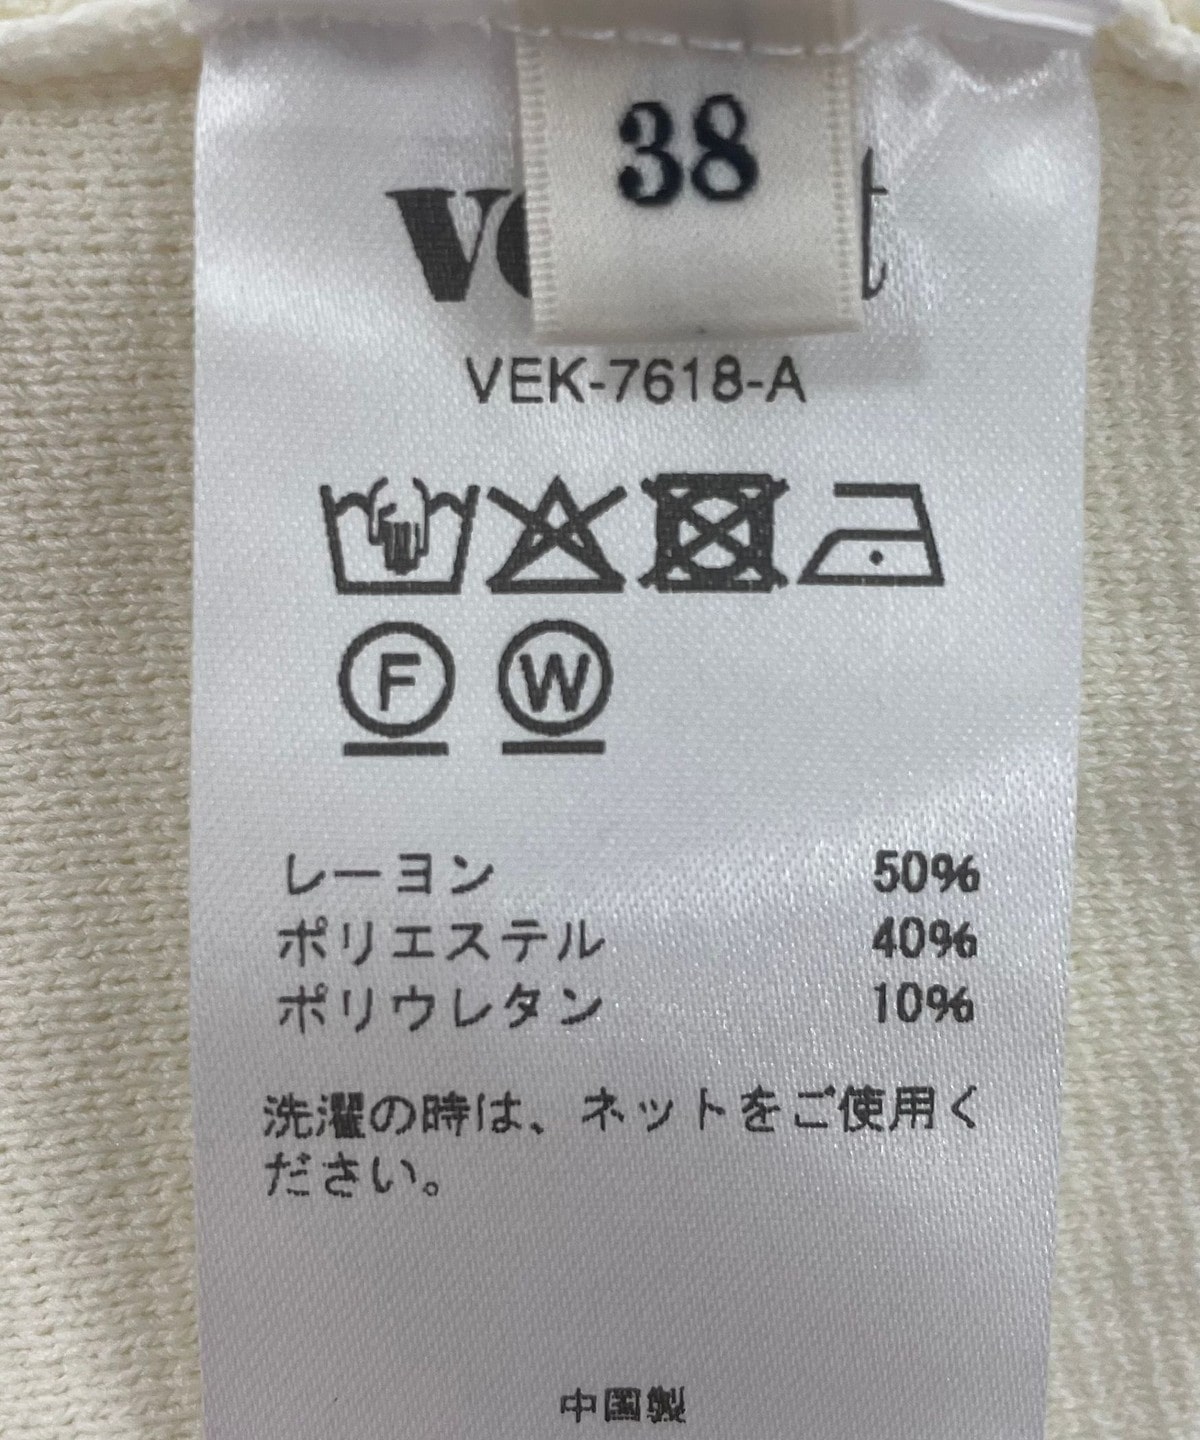 38
VEK-7618-A
F W
レーヨン 50%
ポリエステル 40%
ポリウレタン 10%
洗濯の時は、ネットをご使用く
ださい。
中国製